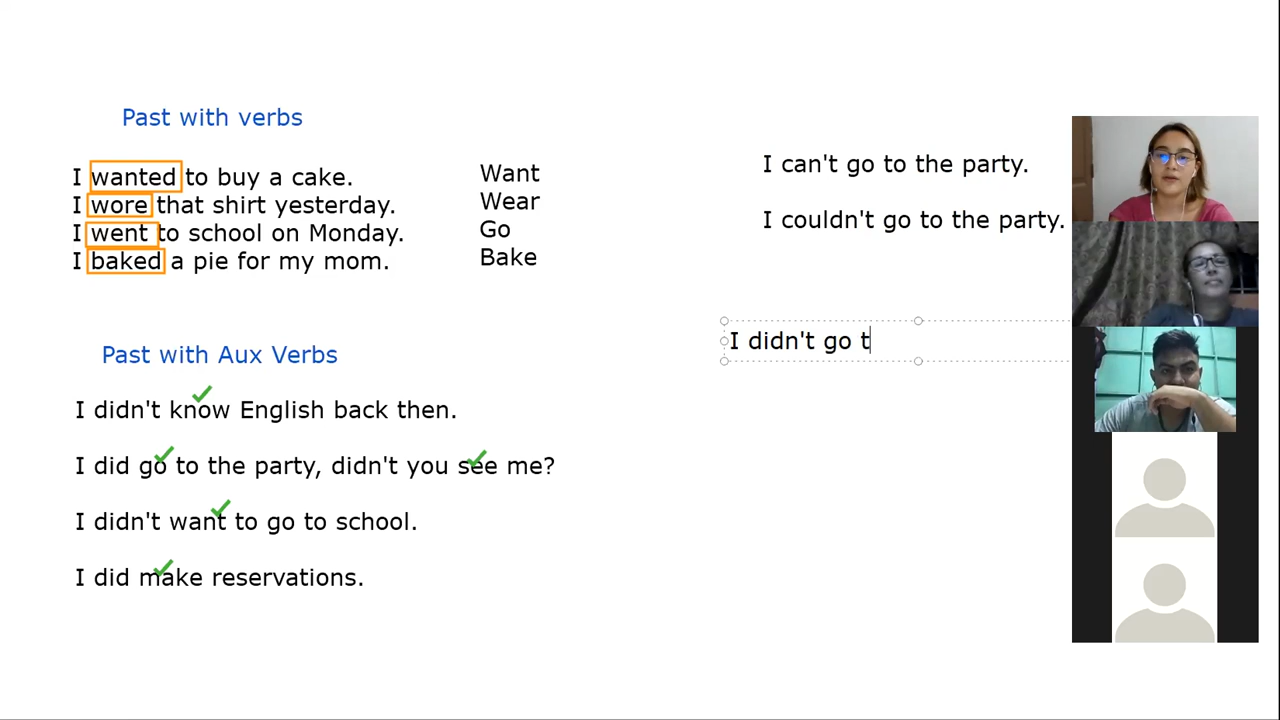 Past with verbs
I wanted to buy a cake.
I wore that shirt yesterday.
I went to school on Monday.
I baked a pie for my mom.
Want
Wear
Go
Bake
Past with Aux Verbs
I didn't know English back then.
I did go to the party, didn't you see me?
I didn't want to go to school.
I did make reservations.
I can't go to the party.
I couldn't go to the party.
I didn't go t